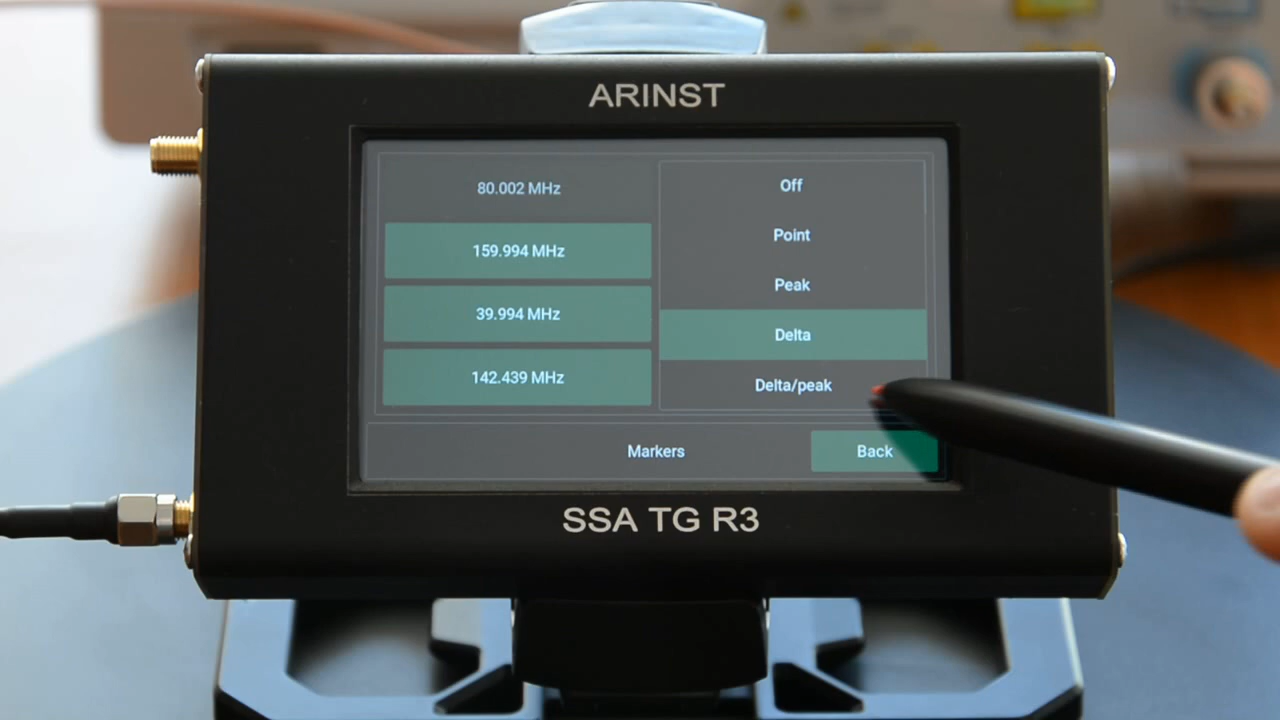 ARINST
80.002 MHz
159.994 MHz
39.994 MHz
142.439 MHz
Off
Point
Peak
Delta
Delta/peak
Markers
Back
SSA TG R3